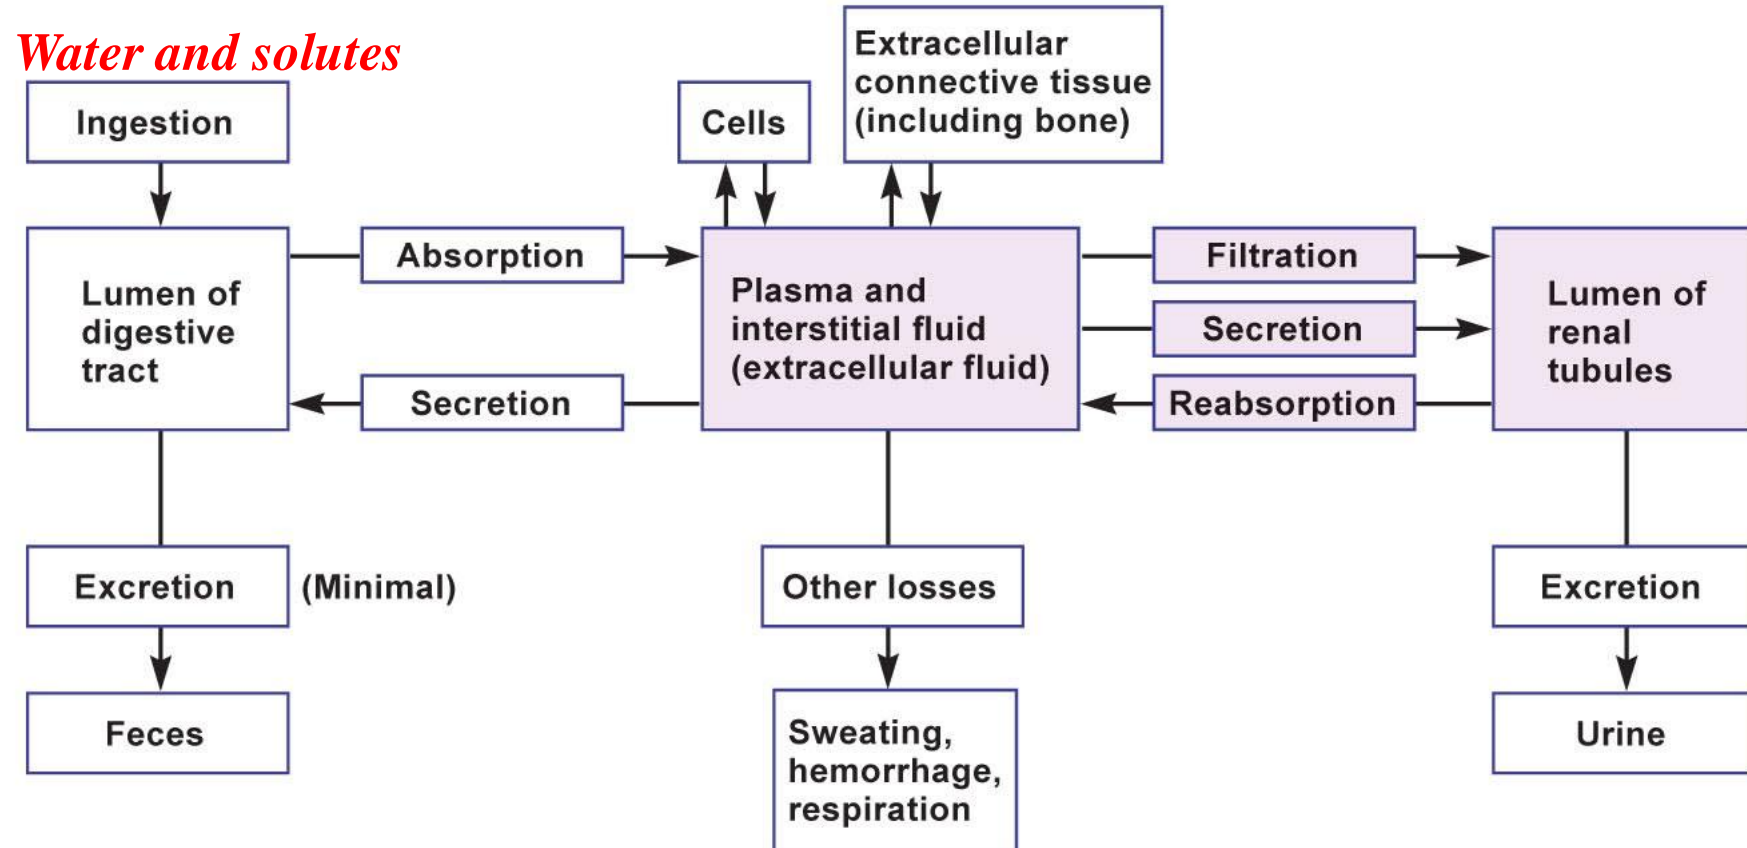 Water and solutes
Ingestion
Cells
Extracellular
connective tissue
(including bone)
Lumen of
digestive
tract
Absorption
Secretion
Plasma and
interstitial fluid
(extracellular fluid)
Filtration
Secretion
Reabsorption
Lumen of
renal
tubules
Excretion
(Minimal)
Other losses
Excretion
Feces
Sweating,
hemorrhage,
respiration
Urine